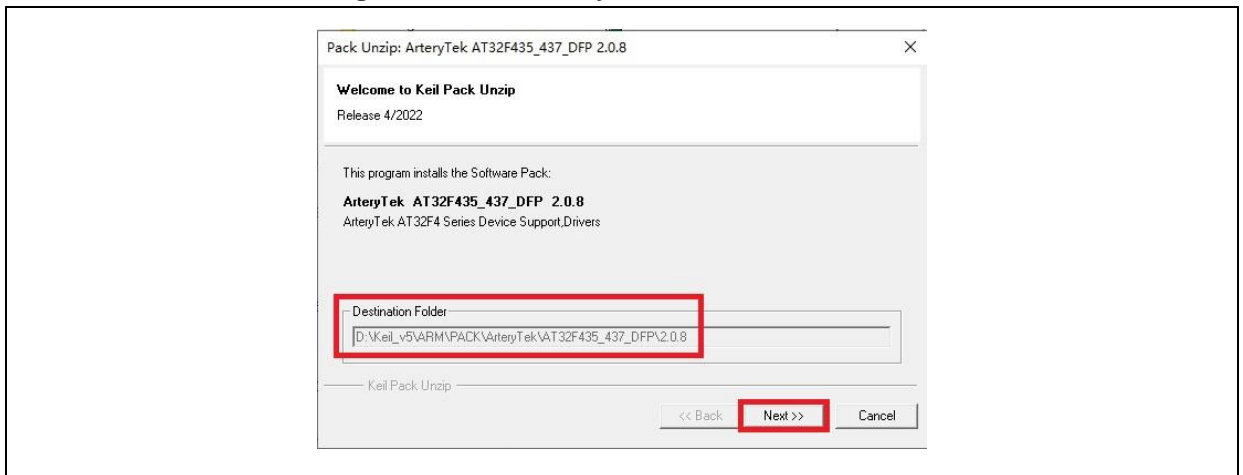 Pack Unzip: ArteryTek AT32F435_437_DFP 2.0.8
Welcome to Keil Pack Unzip
Release 4/2022
This program installs the Software Pack:
ArteryTek AT32F435_437_DFP 2.0.8
ArteryTek AT32F4 Series Device Support,Drivers
Destination Folder
D:\Keil_v5\ARM\PACK\ArteryTek\AT32F435_437_DFP\2.0.8
Keil Pack Unzip
<< Back Next >> Cancel